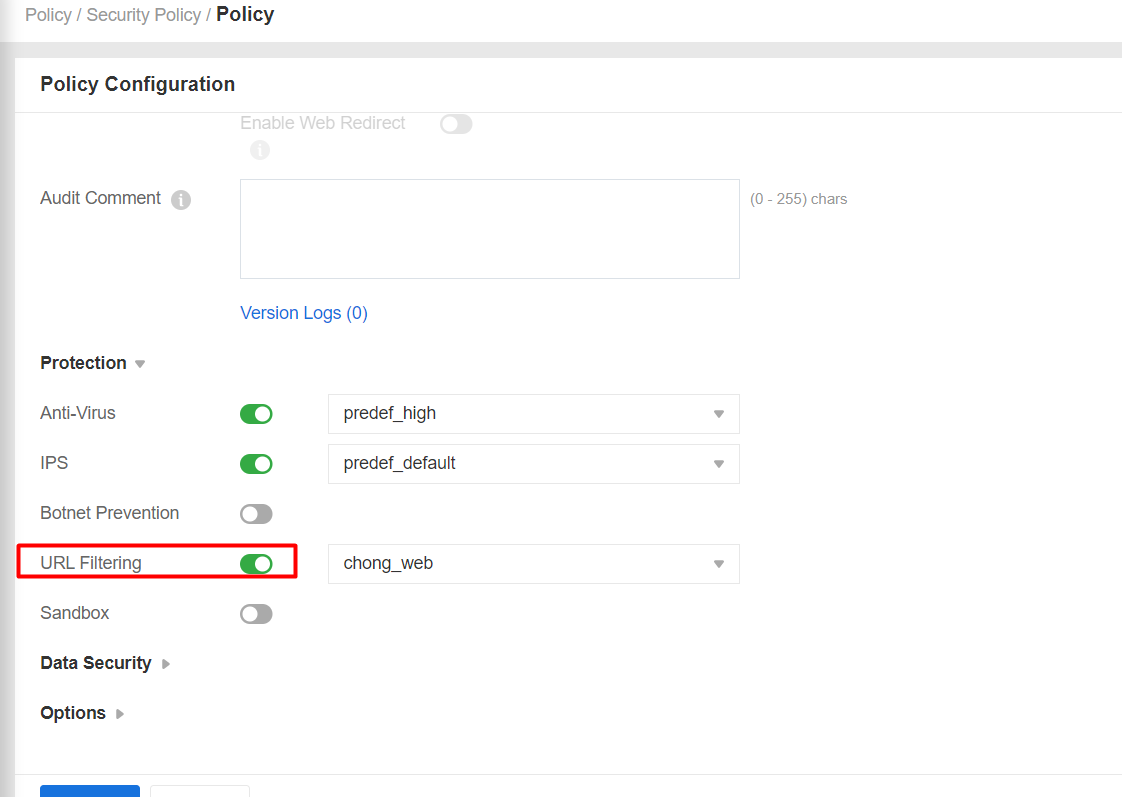 Policy / Security Policy / Policy
Policy Configuration
Enable Web Redirect
Audit Comment
(0 - 255) chars
Version Logs (0)
Protection
Anti-Virus
predef_high
IPS
predef_default
Botnet Prevention
URL Filtering
chong_web
Sandbox
Data Security
Options